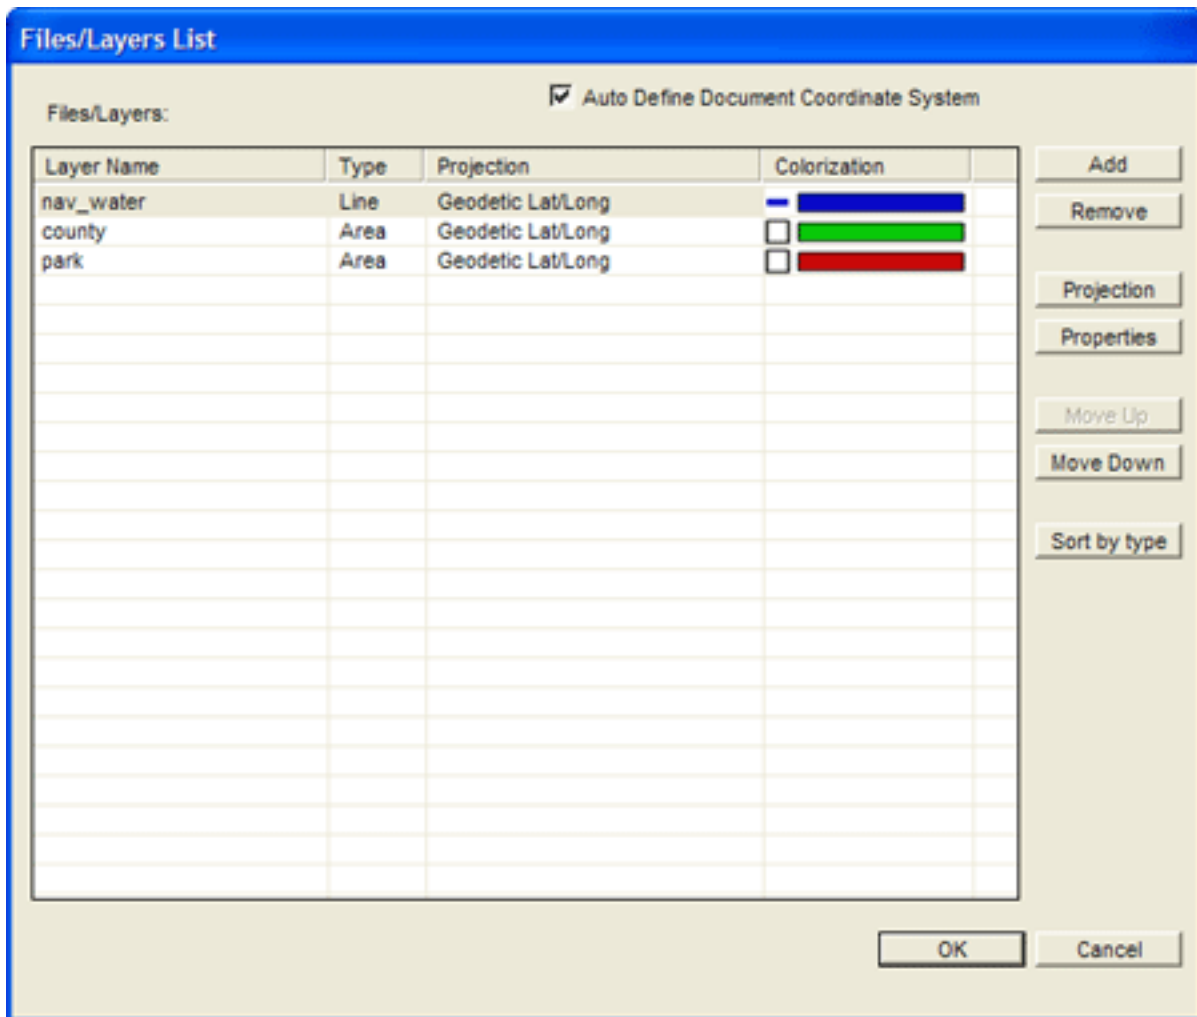 Files/Layers List
Auto Define Document Coordinate System
Files/Layers:
Layer Name Type Projection Colorization
nav_water Line Geodetic Lat/Long
county Area Geodetic Lat/Long
park Area Geodetic Lat/Long
Add
Remove
Projection
Properties
Move Up
Move Down
Sort by type
OK Cancel